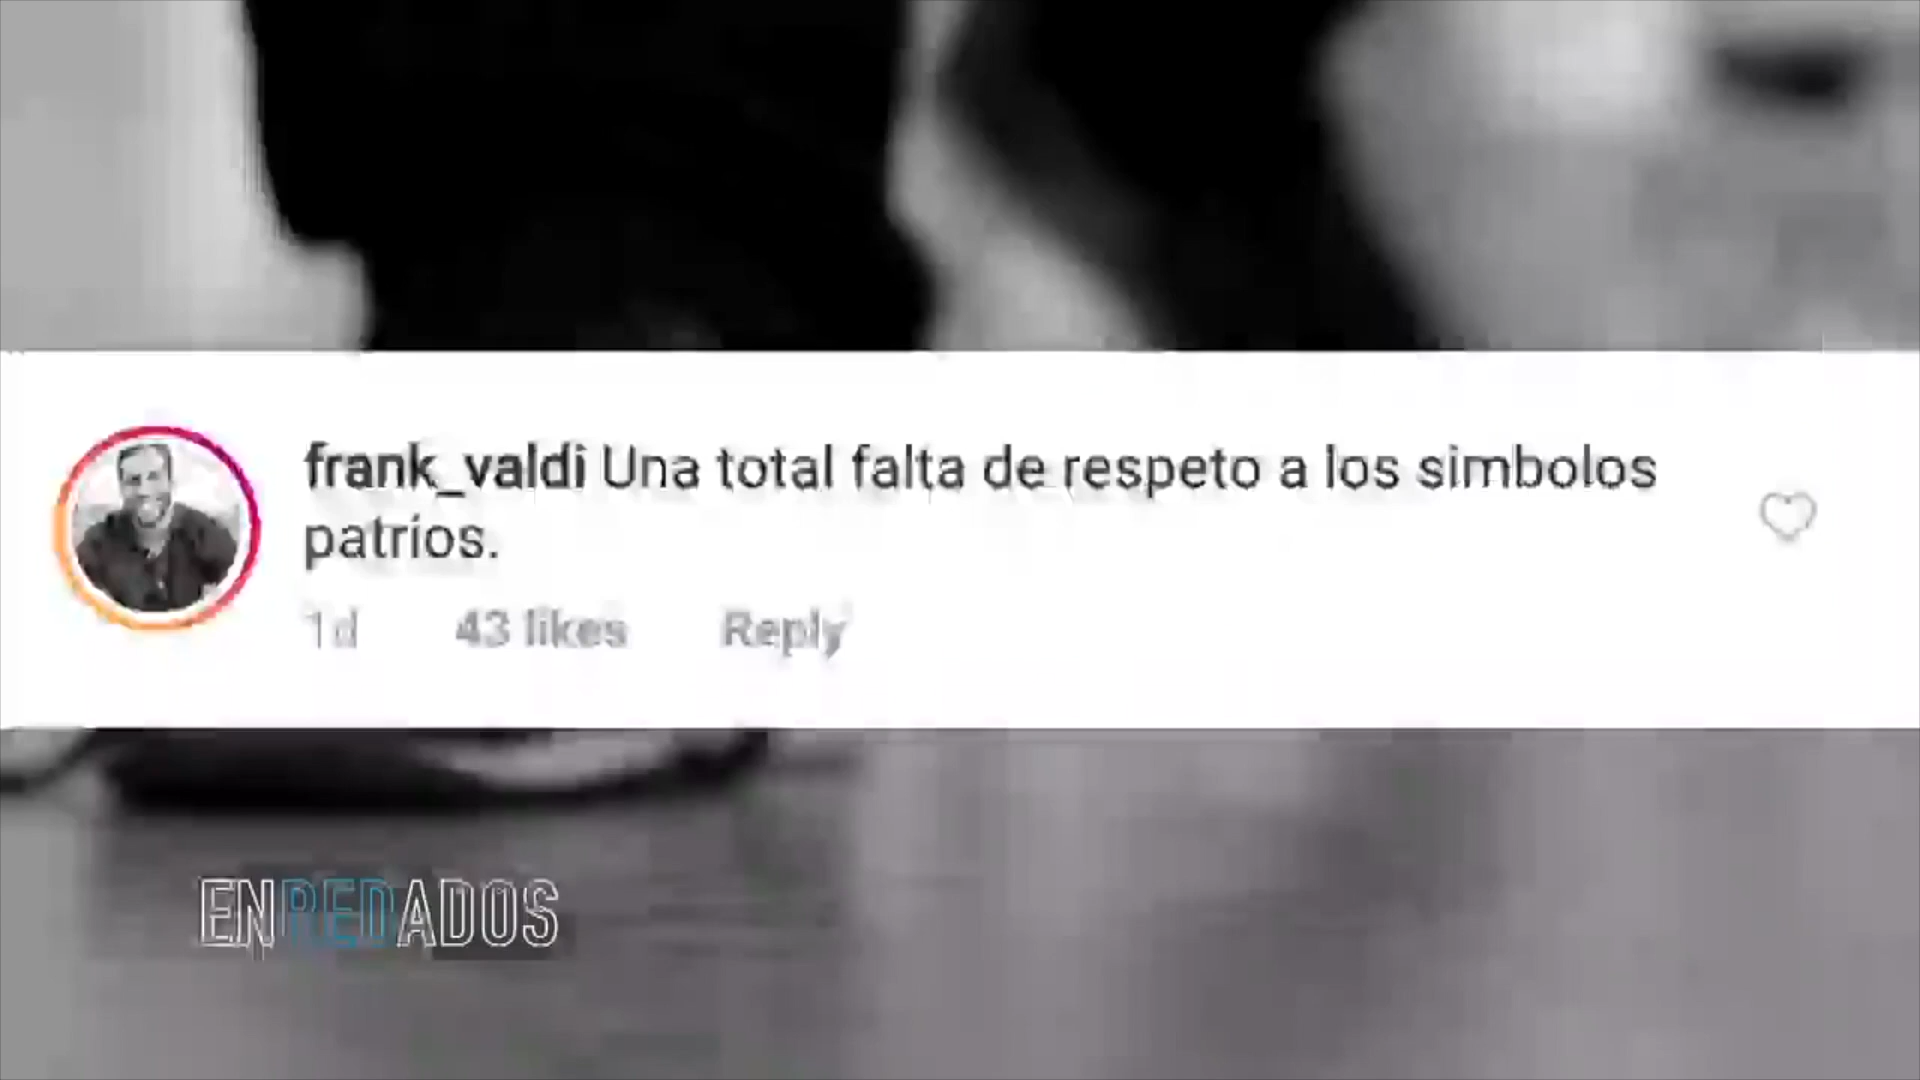 frank_valdi Una total falta de respeto a los simbolos
patrios.
1d 43 likes Reply
ENREDADOS